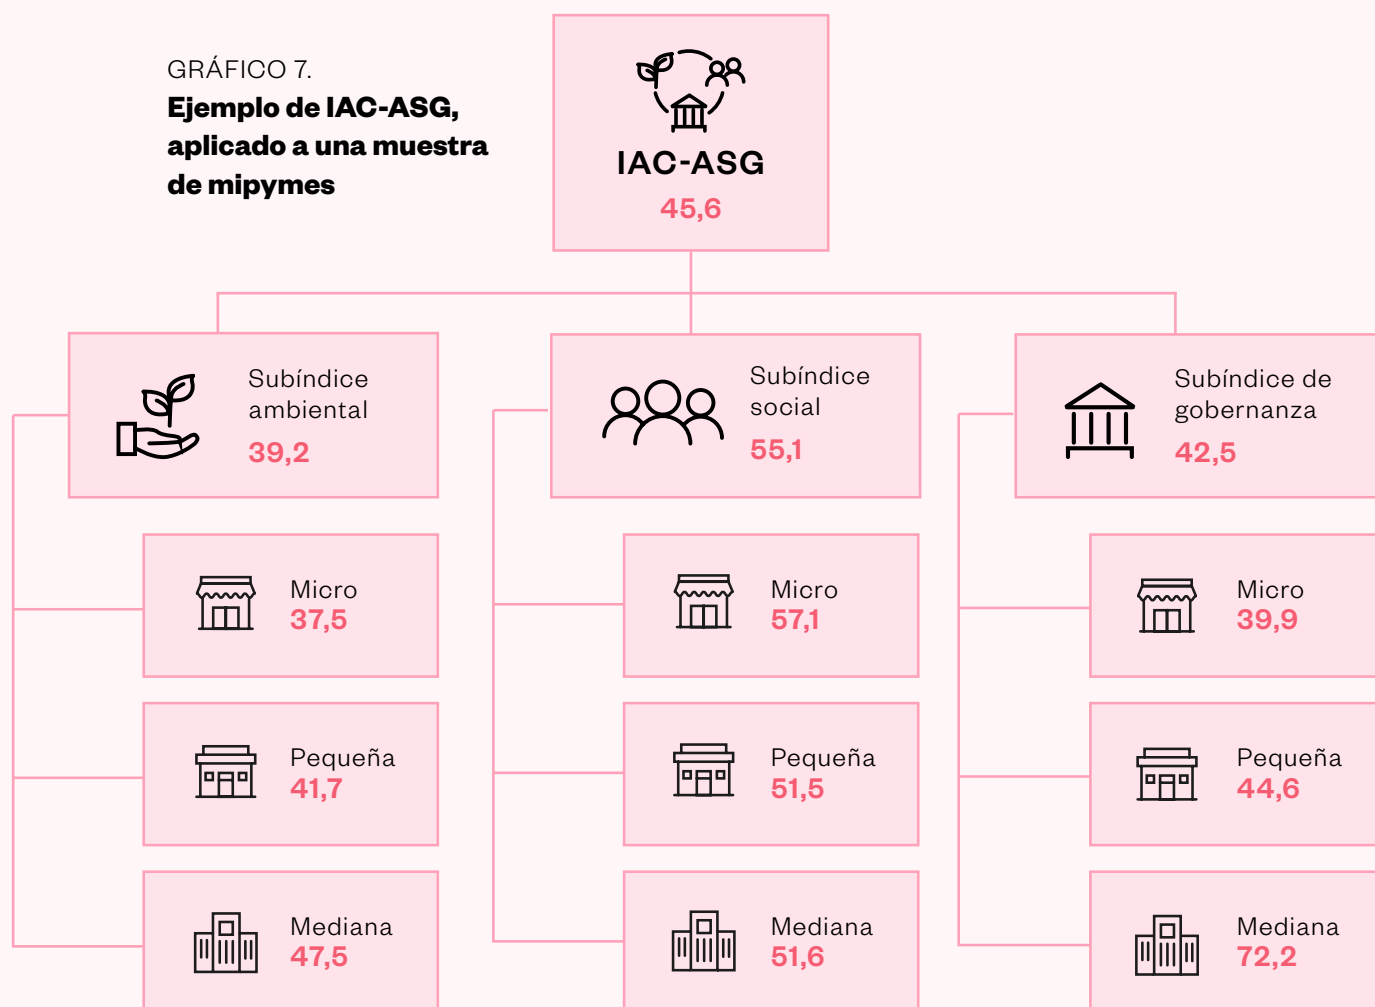 GRÁFICO 7.
Ejemplo de IAC-ASG,
aplicado a una muestra
de mipymes
IAC-ASG
45,6
Subíndice
ambiental
39,2
Micro
37,5
Pequeña
41,7
Mediana
47,5
Subíndice
social
55,1
Micro
57,1
Pequeña
51,5
Mediana
51,6
Subíndice de
gobernanza
42,5
Micro
39,9
Pequeña
44,6
Mediana
72,2